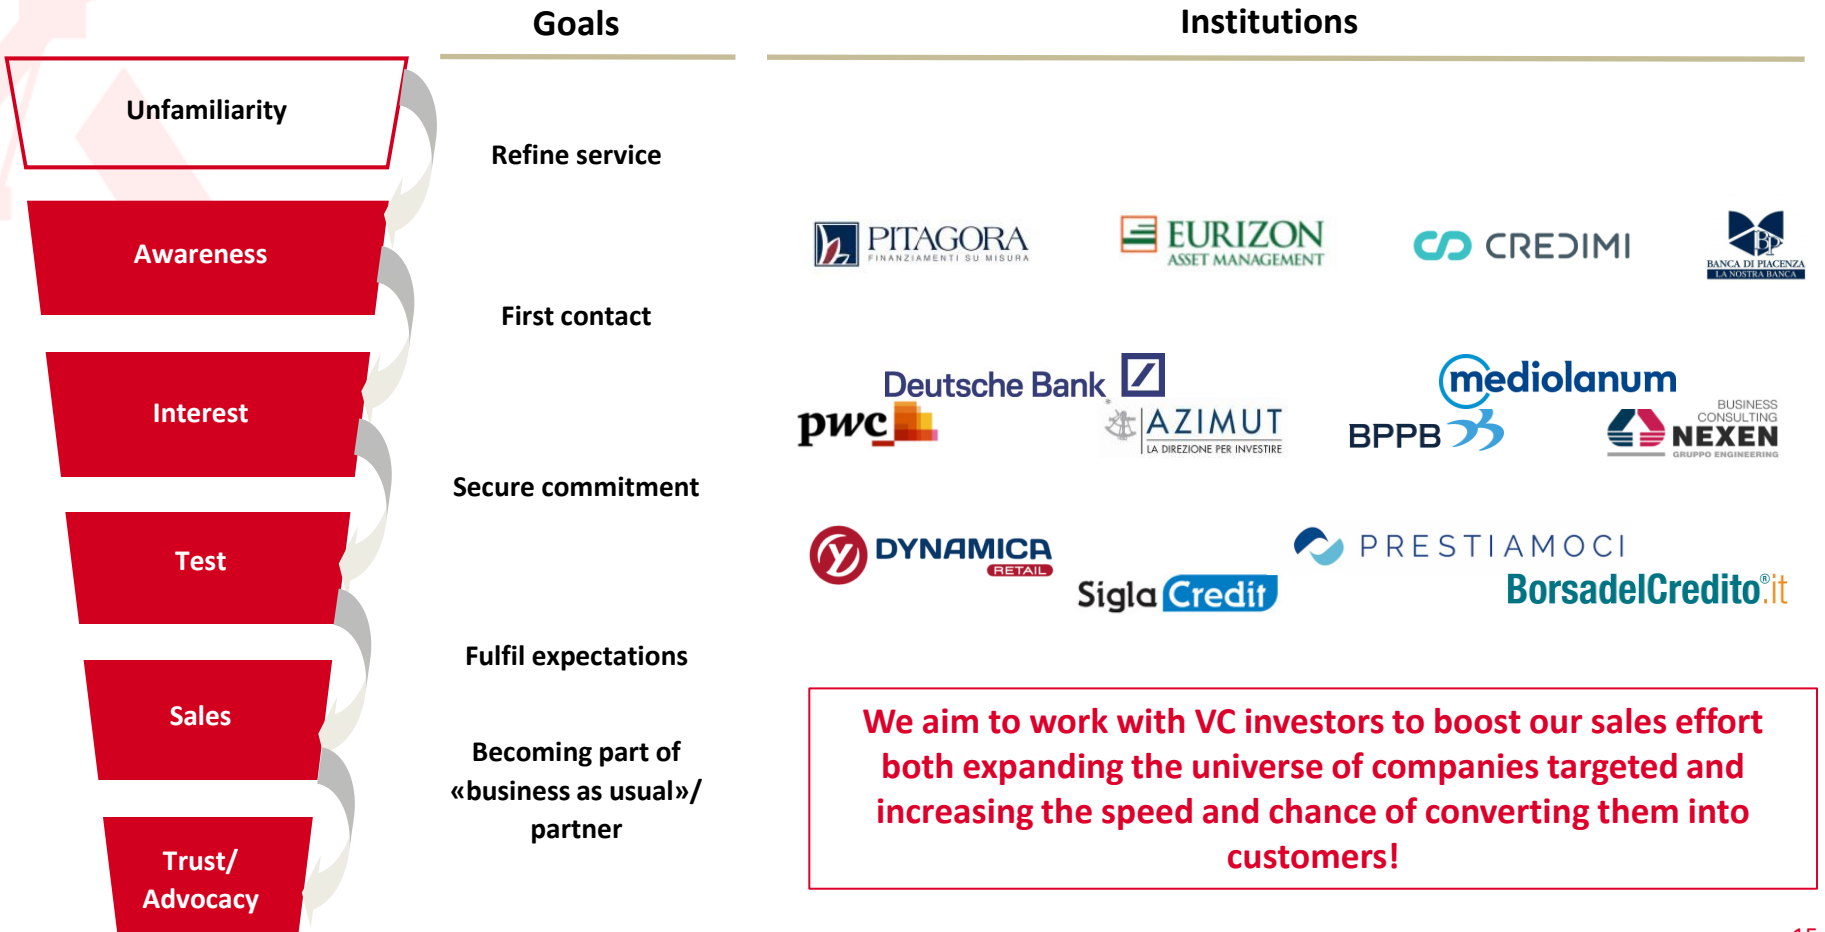 Goals
Institutions
Unfamiliarity
Refine service
Awareness
PITAGORA
FINANZIAMENTI SU MISURA
EURIZON
ASSET MANAGEMENT
CREDIMI
BP
BANCA DI PIACENZA
LA NOSTRA BANCA
First contact
Interest
Deutsche Bank
mediolanum
pwc
AZIMUT
LA DIREZIONE PER INVESTIRE
BPPB
BUSINESS
CONSULTING
NEXEN
GRUPPO ENGINEERING
Secure commitment
Test
DYNAMICA
RETAIL
PRESTIAMOCI
Sigla Credit
BorsadelCredito®.it
Fulfil expectations
Sales
Becoming part of
«business as usual»/
partner
We aim to work with VC investors to boost our sales effort
both expanding the universe of companies targeted and
increasing the speed and chance of converting them into
customers!
Trust/
Advocacy